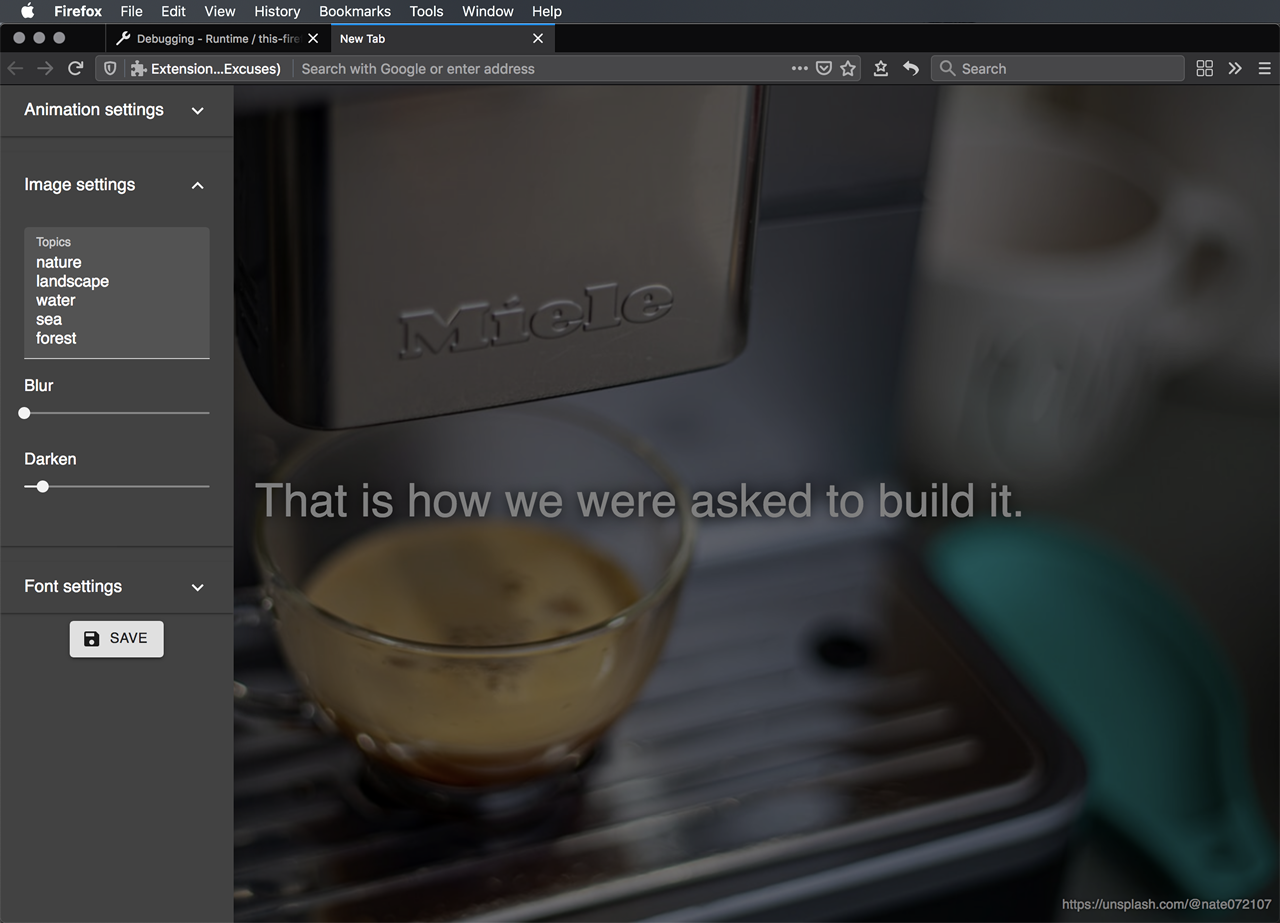 Firefox File Edit View History Bookmarks Tools Window Help
Debugging - Runtime / this-fire
New Tab
Extension...Excuses)
Search with Google or enter address
Search
Animation settings
Image settings
Topics
nature
landscape
water
sea
forest
Blur
Darken
Font settings
SAVE
Miele
That is how we were asked to build it.
https://unsplash.com/@nate072107